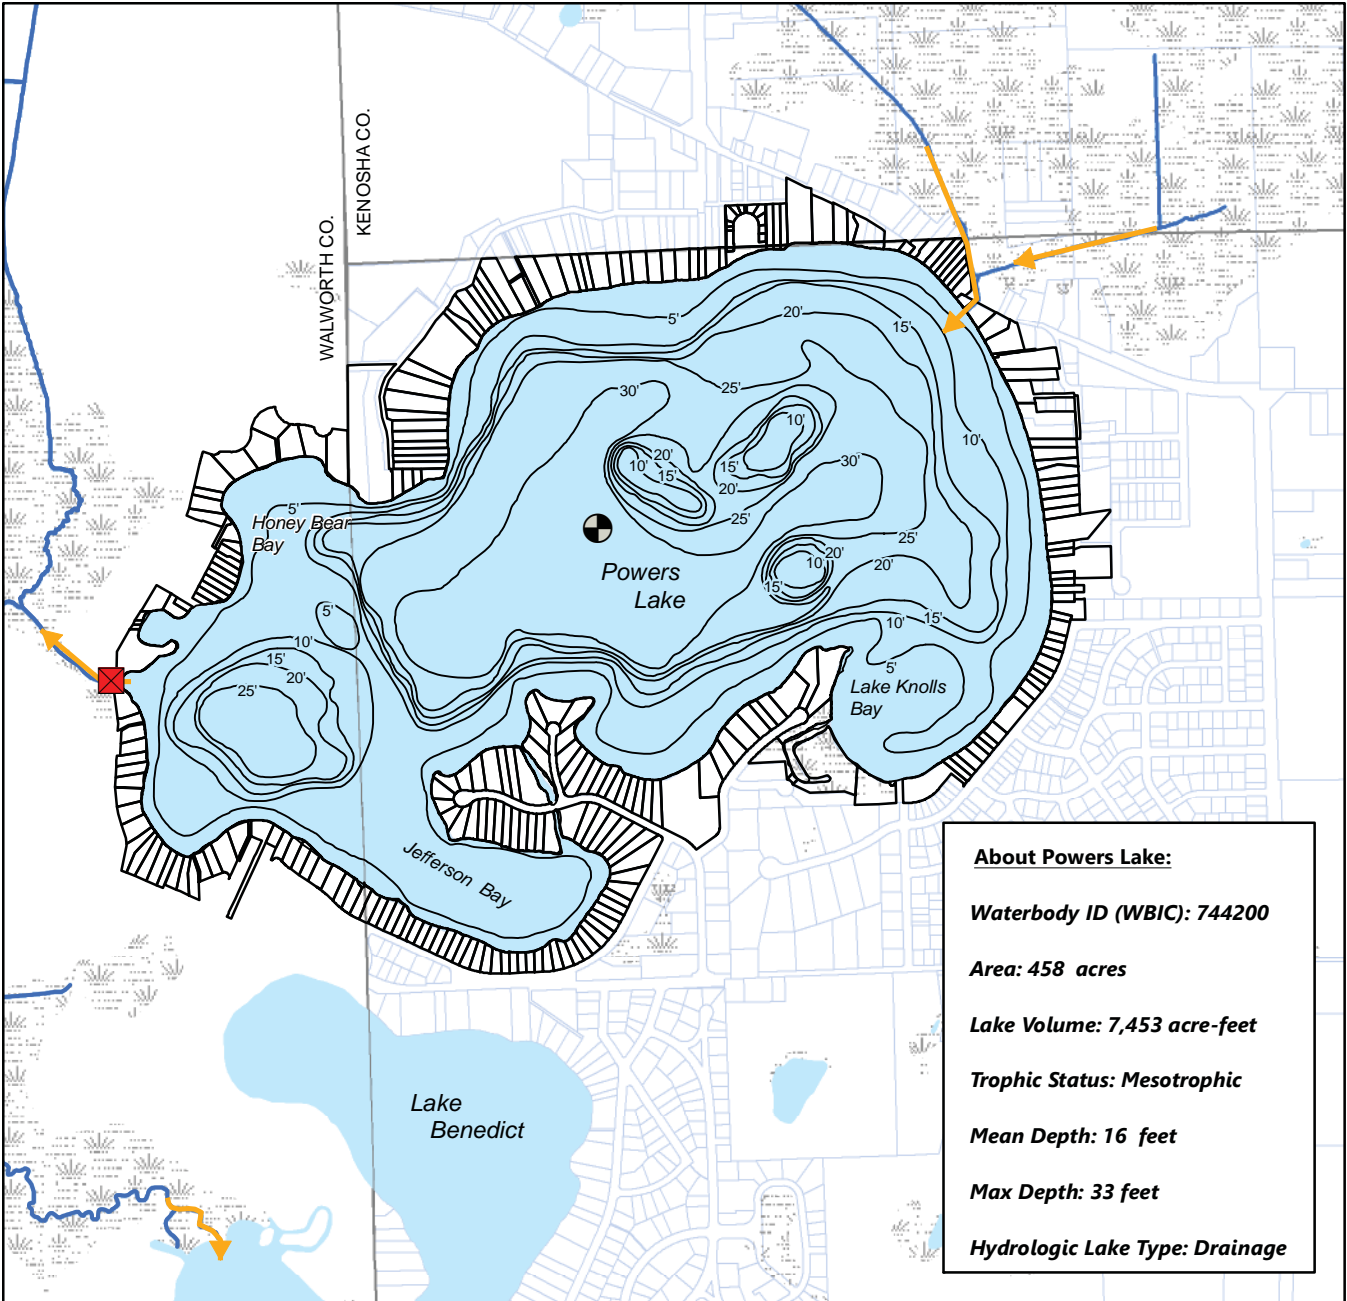 WALWORTH CO.
KENOSHA CO.
5'
20'
15'
25'
30'
10'
10'
20'
10'
15'
15'
30'
20'
25'
5'
Honey Bear
Bay
25'
20'
10'
20'
15'
Powers
Lake
5'
10'
15'
10'
15'
20'
25'
5'
Lake Knolls
Bay
Jefferson Bay
About Powers Lake:
Waterbody ID (WBIC): 744200
Area: 458 acres
Lake Volume: 7,453 acre-feet
Trophic Status: Mesotrophic
Mean Depth: 16 feet
Max Depth: 33 feet
Hydrologic Lake Type: Drainage
Lake
Benedict